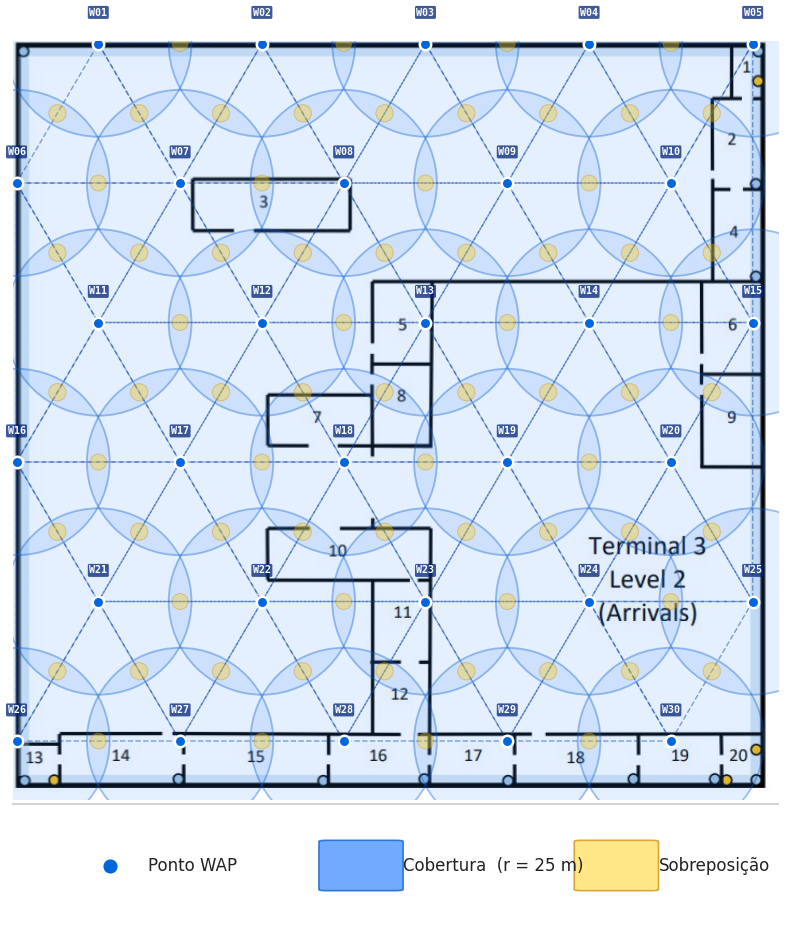 W01 W02 W03 W04 W05
1
2
W06 W07 W08 W09 W10
3
4
W11 W12 W13 W14 W15
5 6
8
7 9
W16 W17 W18 W19 W20
10
Terminal 3
Level 2
(Arrivals)
W21 W22 W23 W24 W25
11
12
W26 W27 W28 W29 W30
13 14 15 16 17 18 19 20
Ponto WAP Cobertura (r = 25 m) Sobreposição